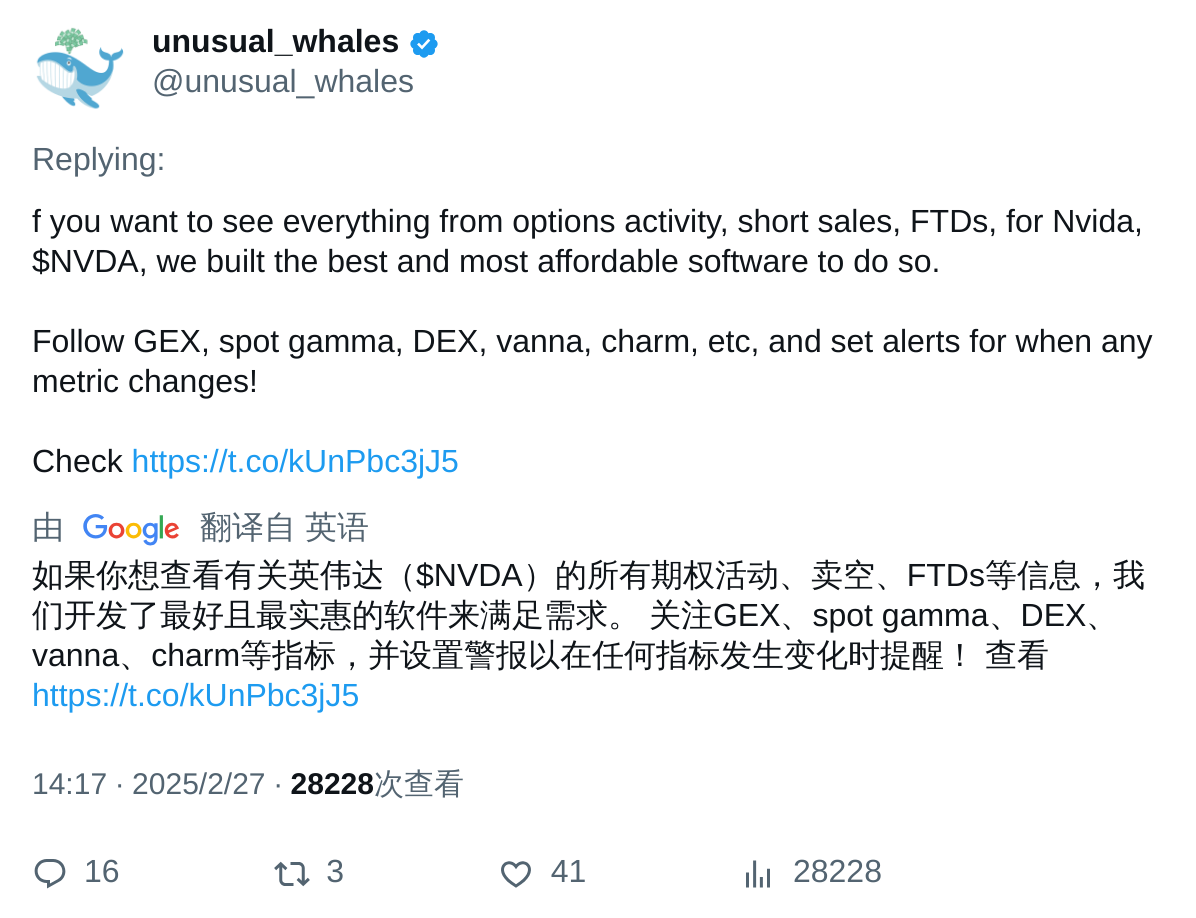 unusual_whales
@unusual_whales
Replying:
f you want to see everything from options activity, short sales, FTDs, for Nvida,
$NVDA, we built the best and most affordable software to do so.
Follow GEX, spot gamma, DEX, vanna, charm, etc, and set alerts for when any
metric changes!
Check https://t.co/kUnPbc3jJ5
由 Google 翻译自 英语
如果你想查看有关英伟达（$NVDA）的所有期权活动、卖空、FTDs等信息，我
们开发了最好且最实惠的软件来满足需求。 关注GEX、spot gamma、DEX、
vanna、charm等指标，并设置警报以在任何指标发生变化时提醒！ 查看
https://t.co/kUnPbc3jJ5
14:17 · 2025/2/27 · 28228次查看
16 3 41 28228